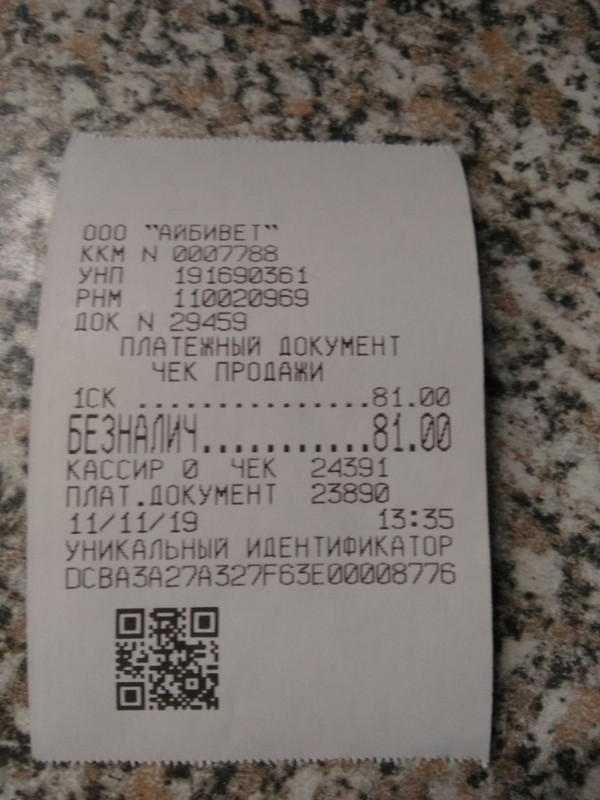 ООО "АЙБИВЕТ"
ККМ N 0007788
УНП 191690361
РНМ 110020969
ДОК N 29459
ПЛАТЕЖНЫЙ ДОКУМЕНТ
ЧЕК ПРОДАЖИ
1СК ................81.00
БЕЗНАЛИЧ............81.00
КАССИР 0 ЧЕК 24391
ПЛАТ.ДОКУМЕНТ 23890
11/11/19 13:35
УНИКАЛЬНЫЙ ИДЕНТИФИКАТОР
DCBA3A27A327F63E00008776